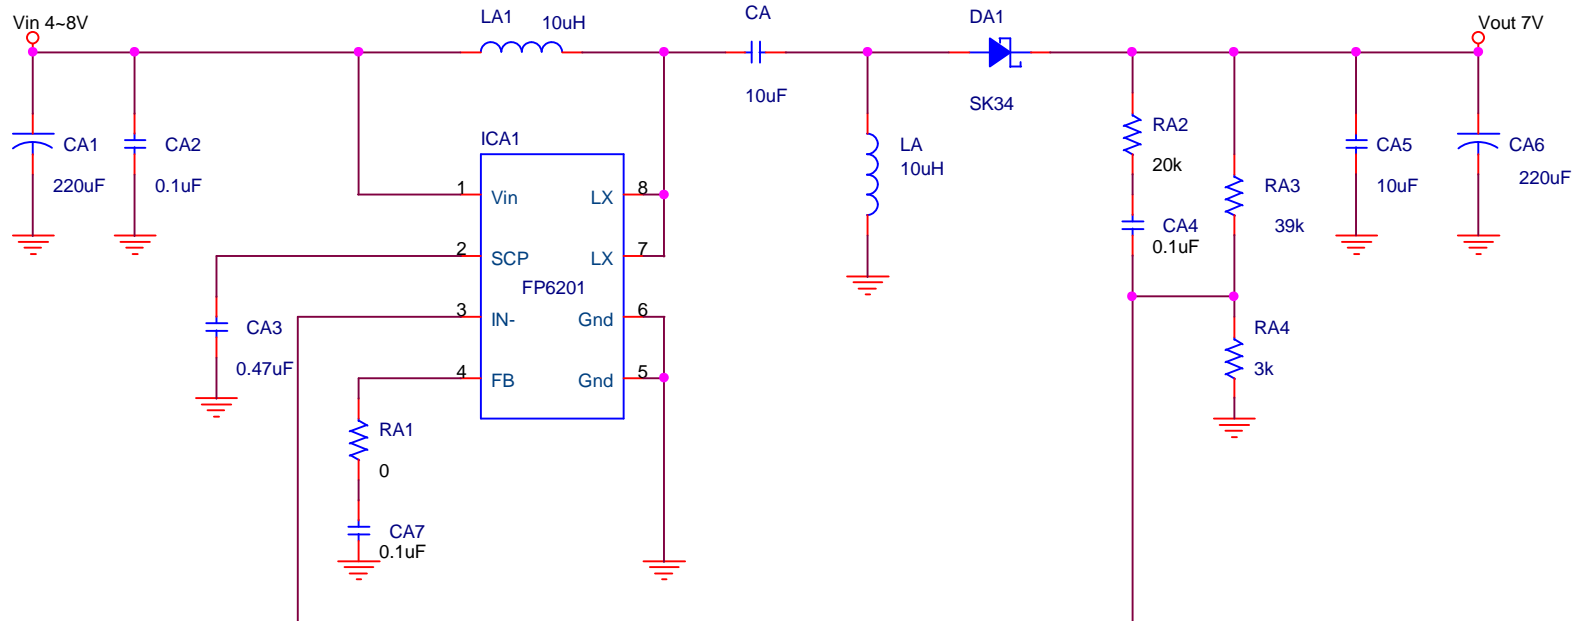 Vin 4~8V
LA1
10uH
CA
10uF
DA1
SK34
Vout 7V
CA1
220uF
CA2
0.1uF
ICA1
1
Vin
LX
8
2
SCP
LX
7
FP6201
3
IN-
Gnd
6
4
FB
Gnd
5
CA3
0.47uF
RA1
0
CA7
0.1uF
LA
10uH
RA2
20k
CA4
0.1uF
RA3
39k
RA4
3k
CA5
10uF
CA6
220uF